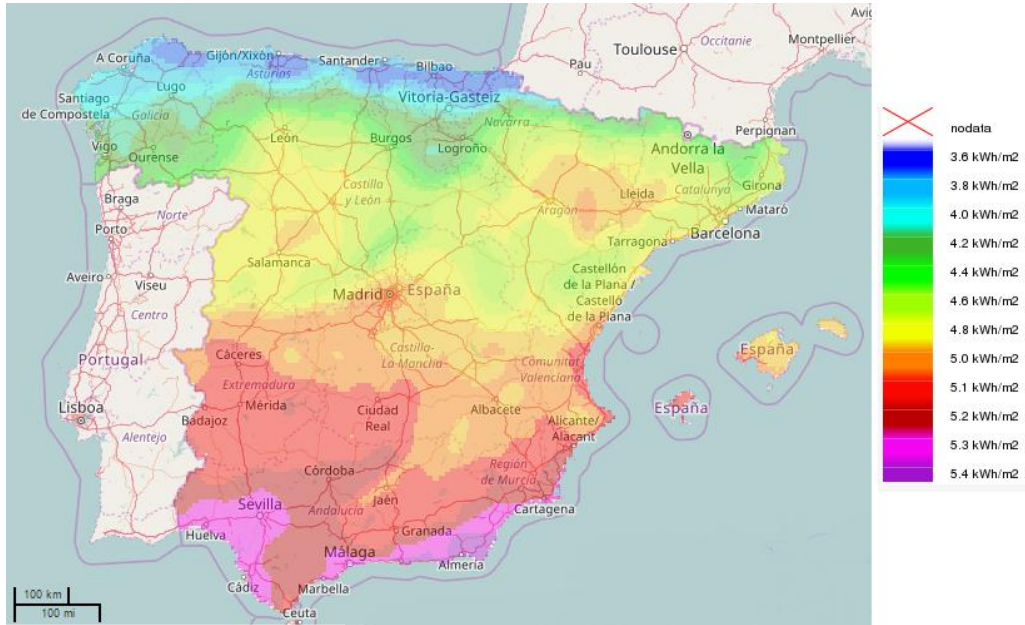 Toulouse
Occitanie
Avig
Montpellier
A Coruña
Gijón/Xixón
Santander
Bilbao
Pau
Asturias
Lugo
Vitoria-Gasteiz
Santiago
de Compostela
Galicia
Navarra
Perpignan
León
Burgos
Logroño
Andorra la
Vella
Vigo
Ourense
Castilla
y León
Lleida
Catalunya
Girona
Braga
Norte
Aragón
Mataró
Porto
Barcelona
Tarragona
Salamanca
Aveiro
Viseu
Castellón
de la Plana /
Castelló
de la Plana
Madrid
España
Centro
Castilla-
La Mancha
España
Portugal
Cáceres
Comunitat
Valenciana
Extremadura
Lisboa
Mérida
Ciudad
Real
Albacete
España
Badajoz
Alicante/
Alacant
Alentejo
Córdoba
Región
de Murcia
Sevilla
Jaén
Andalucía
Cartagena
Huelva
Granada
Málaga
Almería
Cádiz
Marbella
Ceuta
100 km
100 mi
nodata
3.6 kWh/m2
3.8 kWh/m2
4.0 kWh/m2
4.2 kWh/m2
4.4 kWh/m2
4.6 kWh/m2
4.8 kWh/m2
5.0 kWh/m2
5.1 kWh/m2
5.2 kWh/m2
5.3 kWh/m2
5.4 kWh/m2